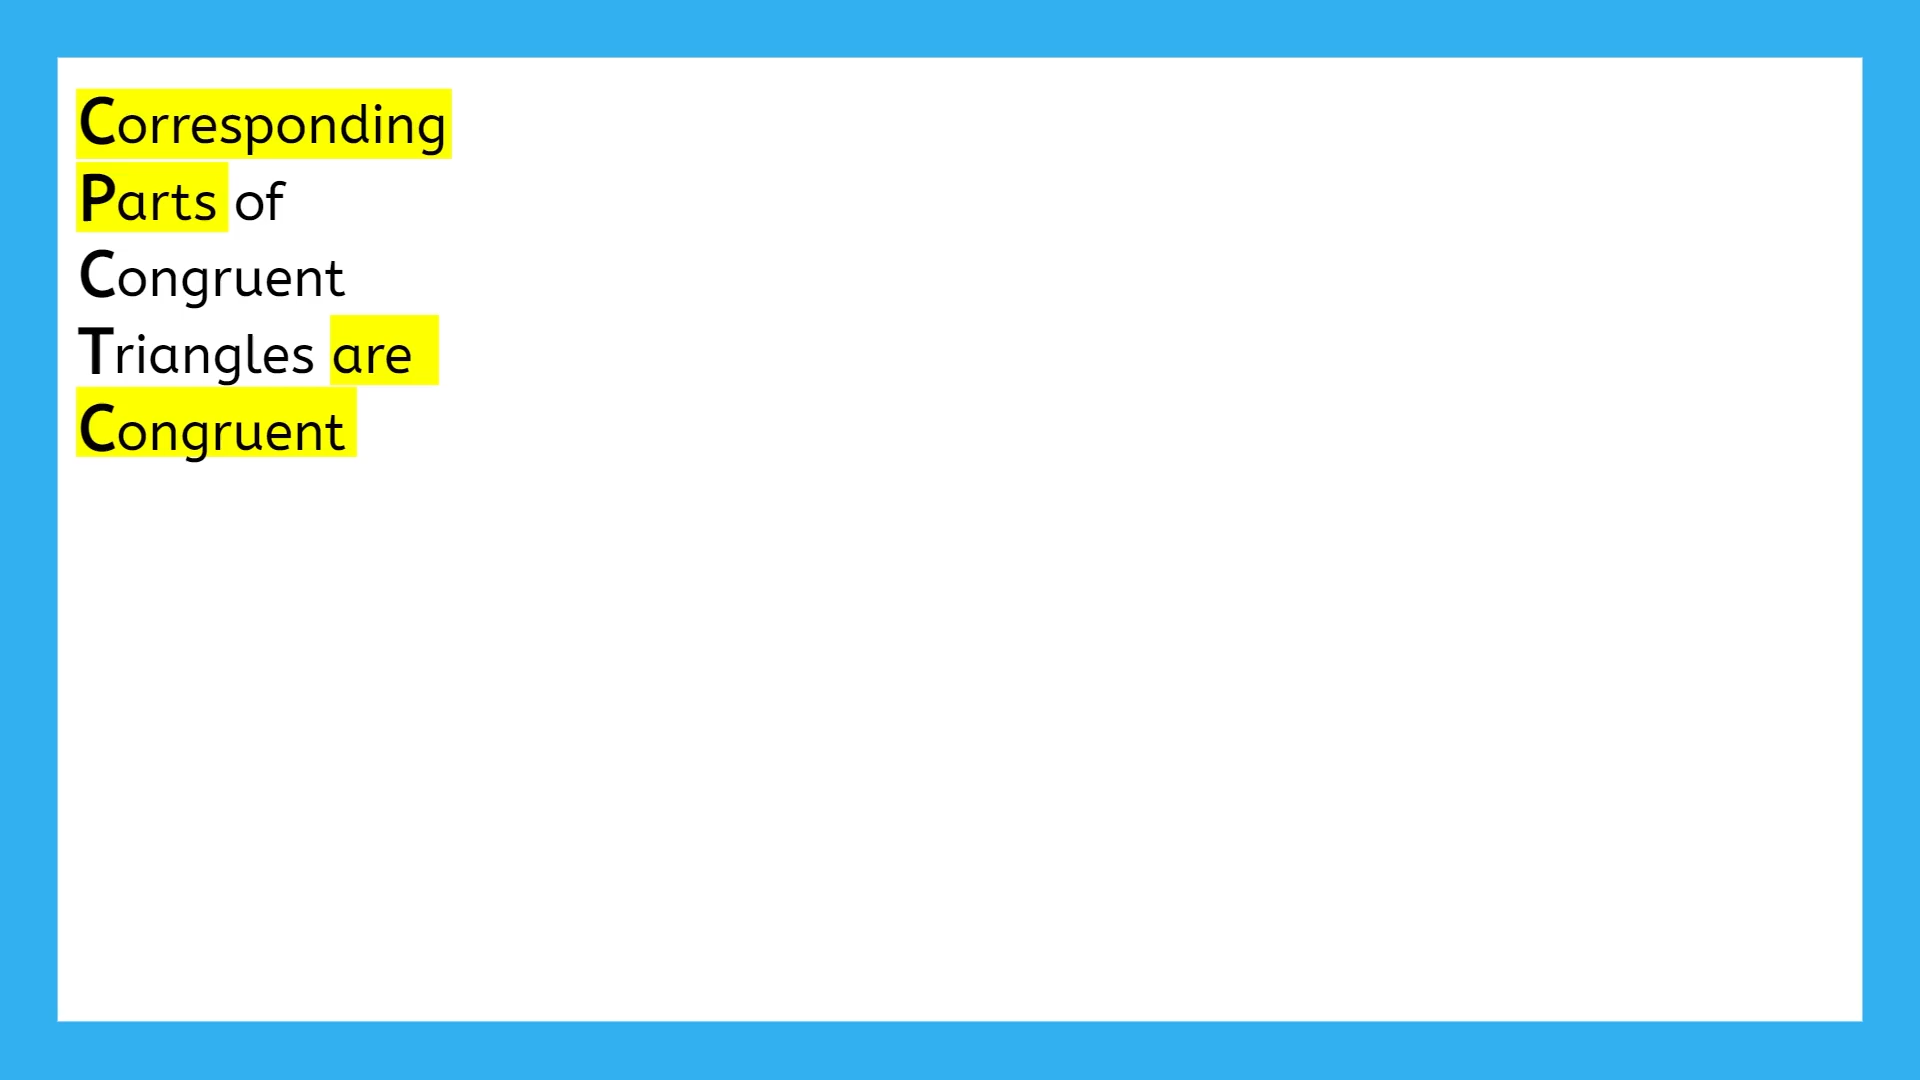 Corresponding
Parts of
Congruent
Triangles are
Congruent